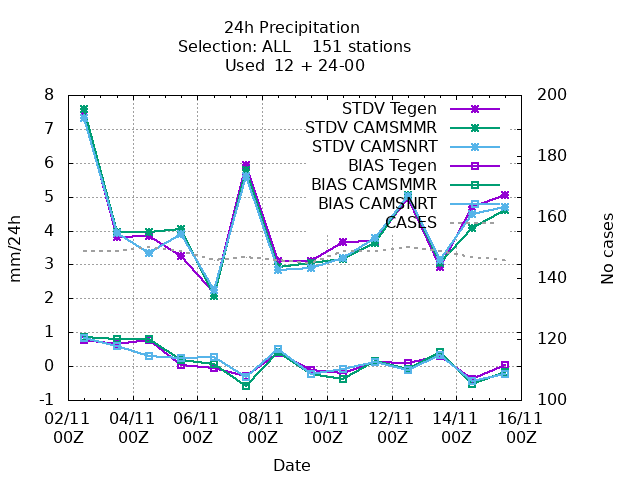 24h Precipitation
Selection: ALL    151 stations
Used  12 + 24-00
8
7
6
5
4
3
2
1
0
-1
mm/24h
200
180
160
140
120
100
No cases
STDV Tegen
STDV CAMSMMR
STDV CAMSNRT
BIAS Tegen
BIAS CAMSMMR
BIAS CAMSNRT
CASES
02/11 04/11 06/11 08/11 10/11 12/11 14/11 16/11
00Z 00Z 00Z 00Z 00Z 00Z 00Z 00Z
Date